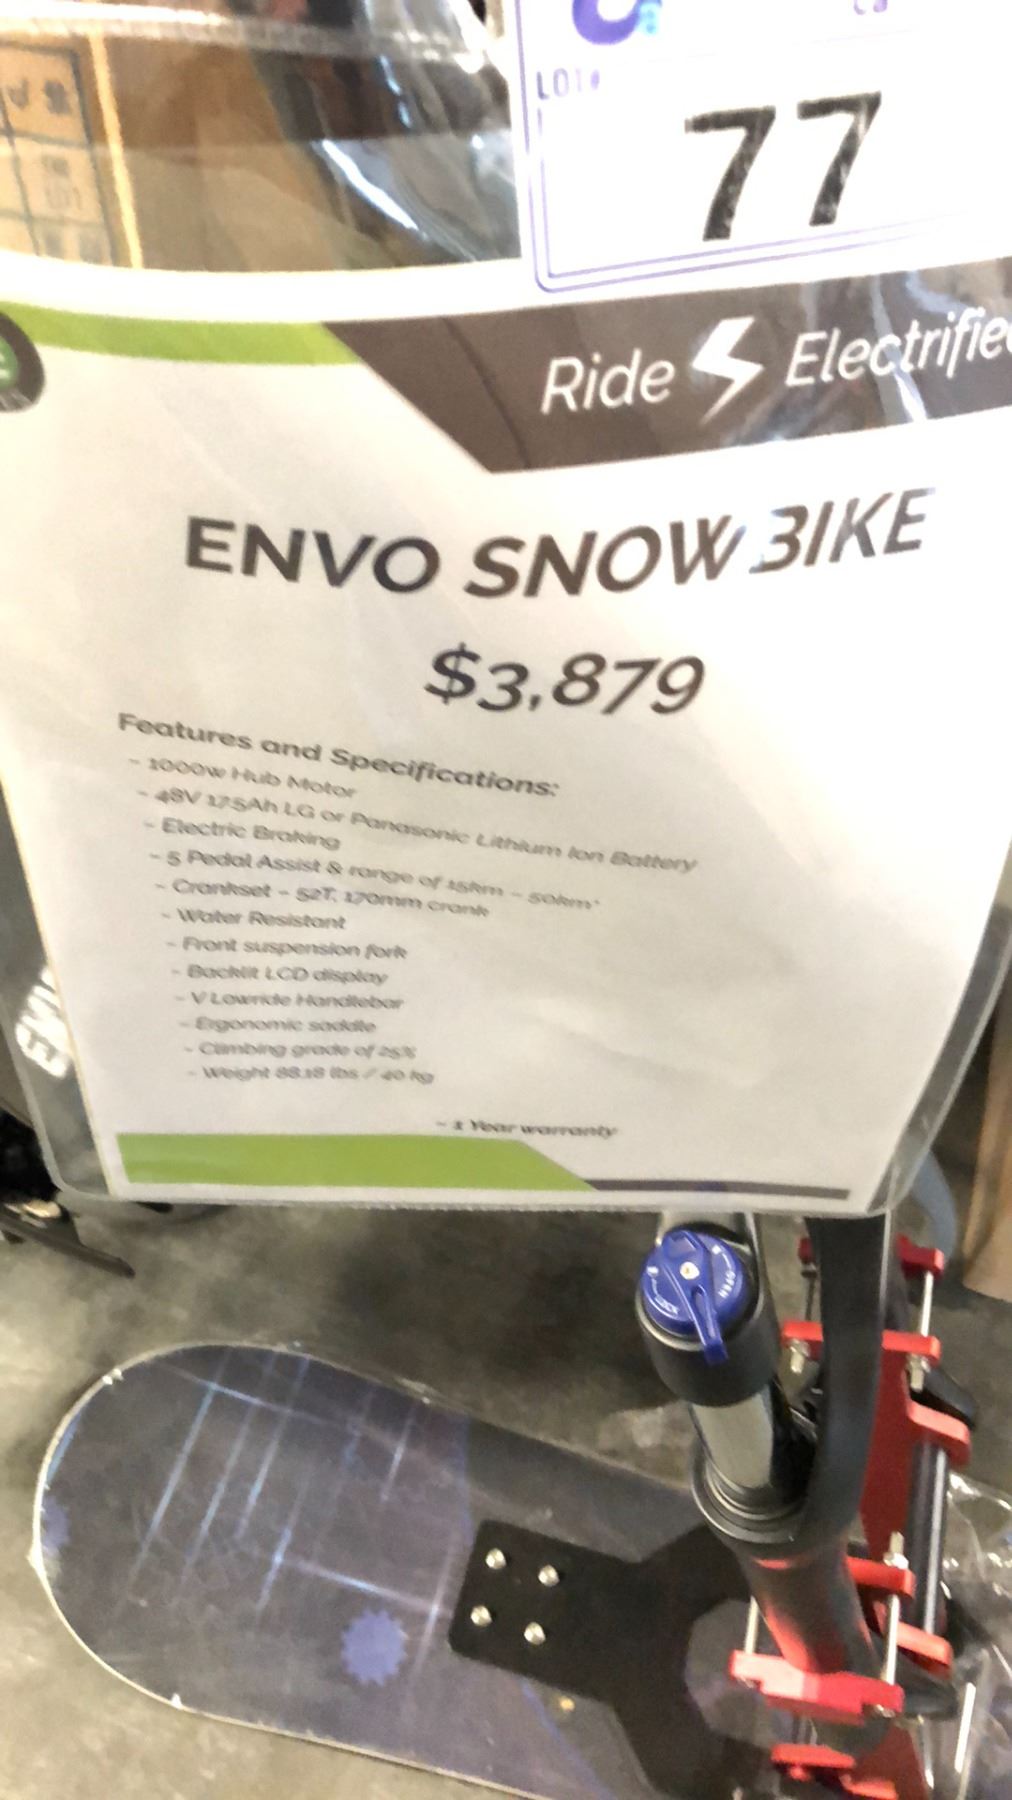 LOT#
77
Ride Electrified
ENVO SNOW BIKE
$3,879
Features and Specifications:
- 1000w Hub Motor
- 48V 17.5Ah LG or Panasonic Lithium Ion Battery
- Electric Braking
- 5 Pedal Assist & range of 15km - 50km*
- Crankset - 52T, 170mm crank
- Water Resistant
- Front suspension fork
- Backlit LCD display
- V Lowride Handlebar
- Ergonomic saddle
- Climbing grade of 25%
- Weight 88.18 lbs / 40 kg
- 1 Year warranty
OPEN
LOCK